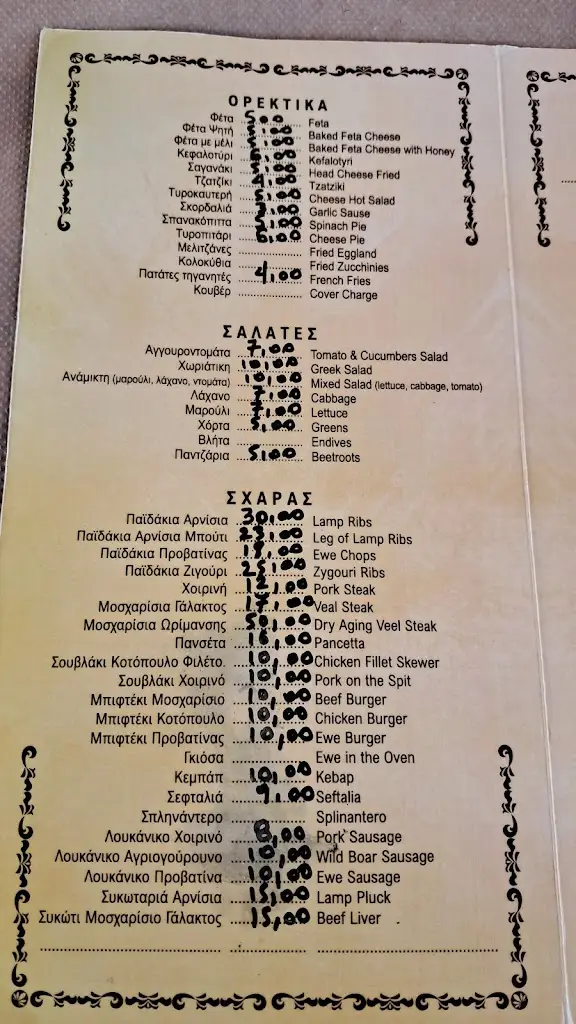 ΟΡΕΚΤΙΚΑ
Φέτα 5,00 Feta
Φέτα Ψητή 5,00 Baked Feta Cheese
Φέτα με μέλι ,00 Baked Feta Cheese with Honey
Κεφαλοτύρι ,00 Kefalotyri
Σαγανάκι ,00 Head Cheese Fried
Τζατζίκι 4,00 Tzatziki
Τυροκαυτερή 5,00 Cheese Hot Salad
Σκορδαλιά ,00 Garlic Sause
Σπανακόπιττα 5,00 Spinach Pie
Τυροπιτάρι 6,00 Cheese Pie
Μελιτζάνες Fried Eggland
Κολοκύθια Fried Zucchinies
Πατάτες τηγανητές 4,00 French Fries
Κουβέρ Cover Charge
ΣΑΛΑΤΕΣ
Αγγουροντομάτα 7,00 Tomato & Cucumbers Salad
Χωριάτικη 10,00 Greek Salad
Ανάμικτη (μαρούλι, λάχανο, ντομάτα) 10,00 Mixed Salad (lettuce, cabbage, tomato)
Λάχανο 7,00 Cabbage
Μαρούλι 7,00 Lettuce
Χόρτα 5,00 Greens
Βλήτα Endives
Παντζάρια 5,00 Beetroots
ΣΧΑΡΑΣ
Παϊδάκια Αρνίσια 30,00 Lamp Ribs
Παϊδάκια Αρνίσια Μπούτι 23,00 Leg of Lamp Ribs
Παϊδάκια Προβατίνας ,00 Ewe Chops
Παϊδάκια Ζιγούρι 25,00 Zygouri Ribs
Χοιρινή 12,00 Pork Steak
Μοσχαρίσια Γάλακτος 17,00 Veal Steak
Μοσχαρίσια Ωρίμανσης 50,00 Dry Aging Veel Steak
Πανσέτα 10,00 Pancetta
Σουβλάκι Κοτόπουλο Φιλέτο. 10,00 Chicken Fillet Skewer
Σουβλάκι Χοιρινό 10,00 Pork on the Spit
Μπιφτέκι Μοσχαρίσιο 10,00 Beef Burger
Μπιφτέκι Κοτόπουλο 10,00 Chicken Burger
Μπιφτέκι Προβατίνας 10,00 Ewe Burger
Γκιόσα Ewe in the Oven
Κεμπάπ 10,00 Kebap
Σεφταλιά 9,00 Seftalia
Σπληνάντερο Splinantero
Λουκάνικο Χοιρινό 8,00 Pork Sausage
Λουκάνικο Αγριογούρουνο 10,00 Wild Boar Sausage
Λουκάνικο Προβατίνα 10,00 Ewe Sausage
Συκωταριά Αρνίσια 15,00 Lamp Pluck
Συκώτι Μοσχαρίσιο Γάλακτος 15,00 Beef Liver